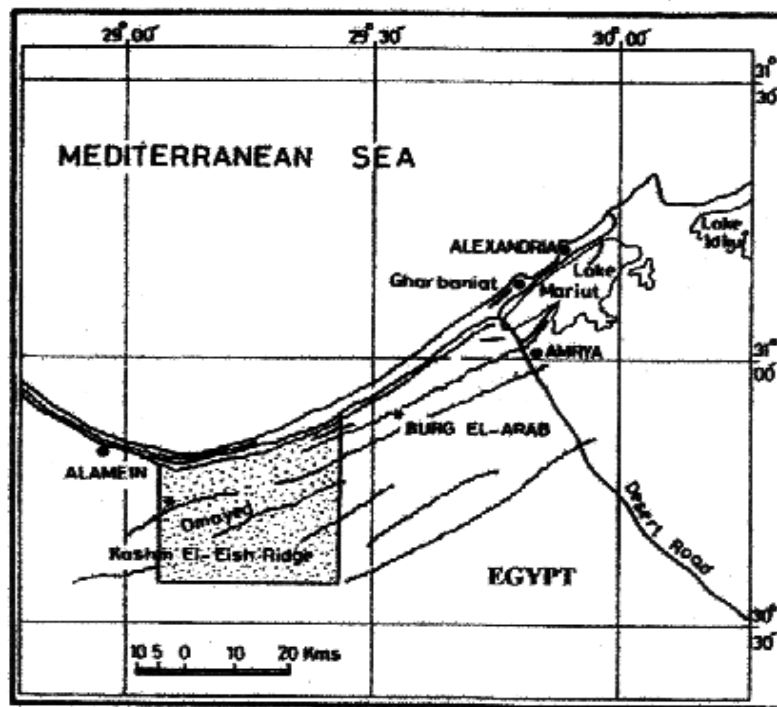 29°00′
29°30′
30°00′
31°
30′
MEDITERRANEAN SEA
Lake
Idku
ALEXANDRIA
Lake
Gharbaniat
Mariut
AMRYA
31°
00′
BURG EL-ARAB
ALAMEIN
Omayed
Kashm El-Eish Ridge
Desert Road
EGYPT
30°
30′
10 5 0 10 20 Kms